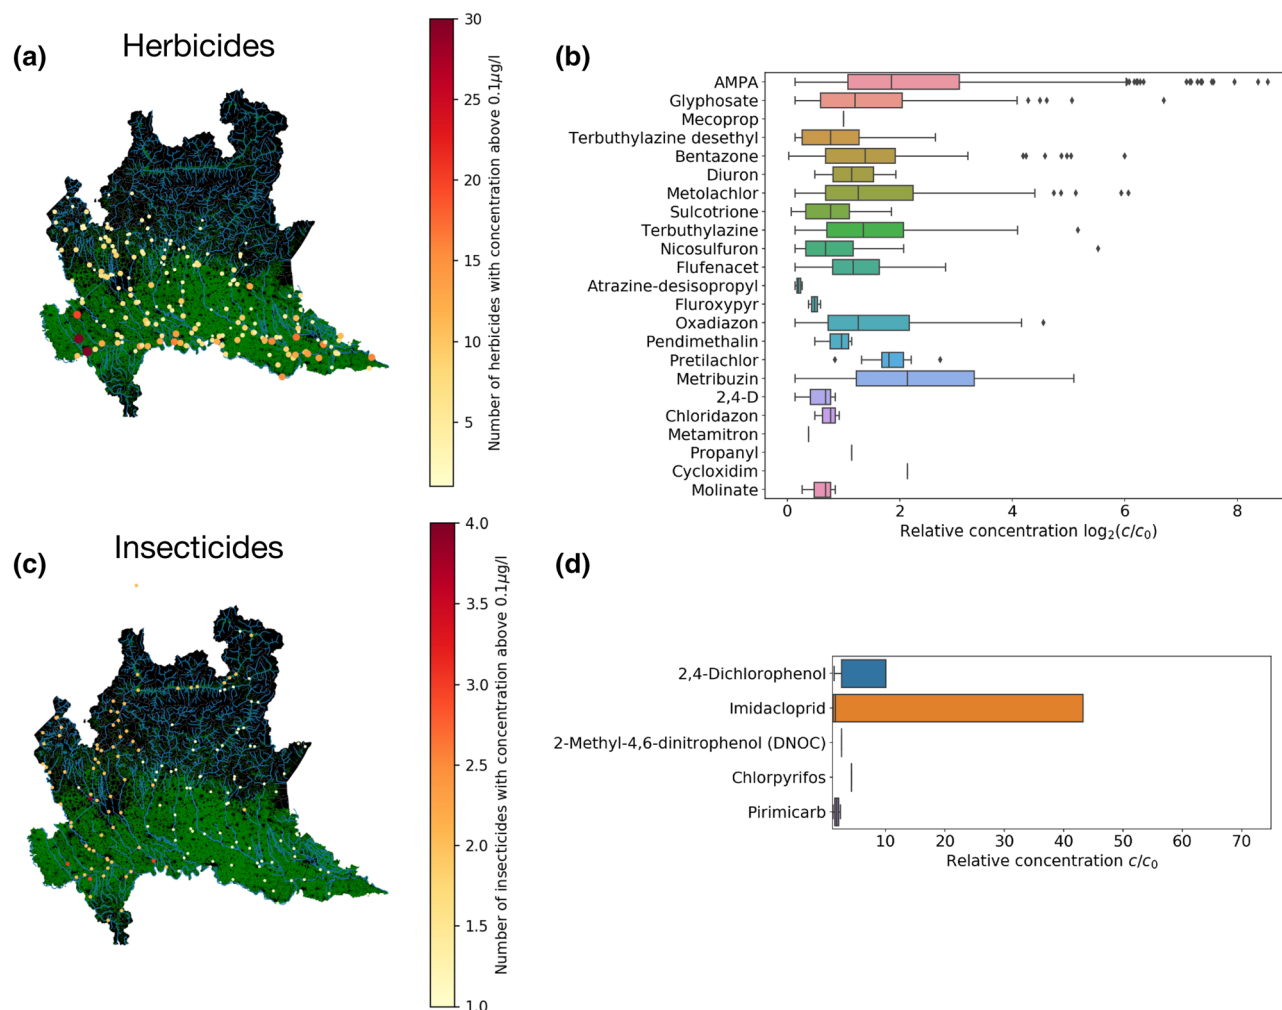 (a)
Herbicides
30
25
20
15
10
5
Number of herbicides with concentration above 0.1μg/l
(b)
AMPA
Glyphosate
Mecoprop
Terbuthylazine desethyl
Bentazone
Diuron
Metolachlor
Sulcotrione
Terbuthylazine
Nicosulfuron
Flufenacet
Atrazine-desisopropyl
Fluroxypyr
Oxadiazon
Pendimethalin
Pretilachlor
Metribuzin
2,4-D
Chloridazon
Metamitron
Propanyl
Cycloxidim
Molinate
0 2 4 6 8
Relative concentration log₂(c/c₀)
(c)
Insecticides
4.0
3.5
3.0
2.5
2.0
1.5
1.0
Number of insecticides with concentration above 0.1μg/l
(d)
2,4-Dichlorophenol
Imidacloprid
2-Methyl-4,6-dinitrophenol (DNOC)
Chlorpyrifos
Pirimicarb
10 20 30 40 50 60 70
Relative concentration c/c₀